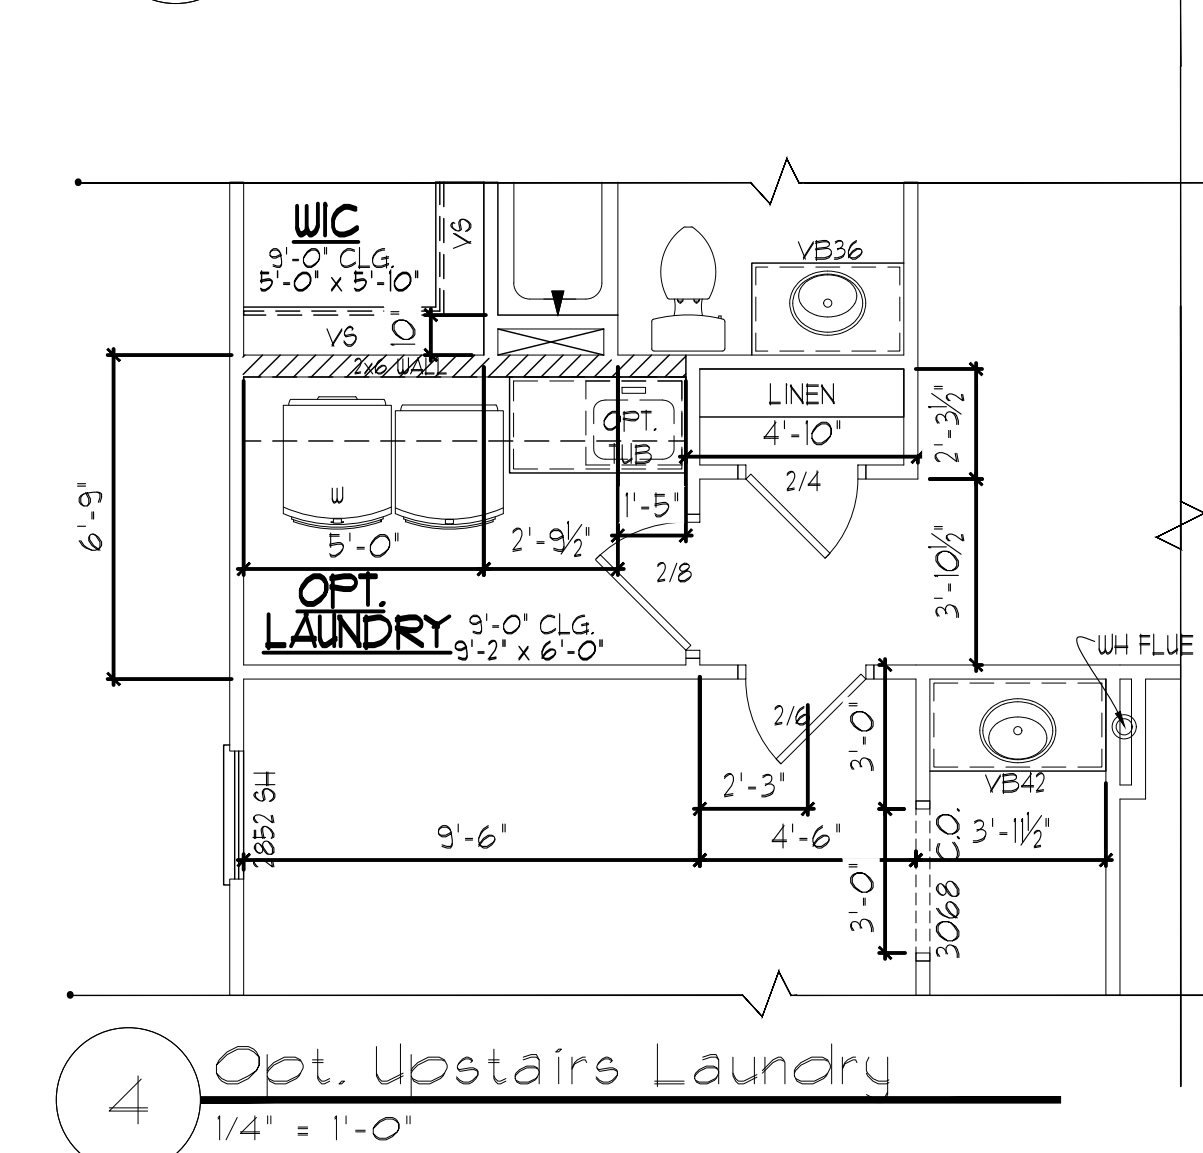 WIC
9'-0" CLG.
5'-0" x 5'-10"
VS
VB36
VS
10"
2x6 WALL
LINEN
4'-10"
2'-3½"
OPT.
TUB
2/4
W
1'-5"
6'-9"
5'-0"
2'-9½"
2/8
3'-10½"
OPT.
LAUNDRY
9'-0" CLG.
9'-2" x 6'-0"
WH FLUE
2/6
3'-0"
2'-3"
VB42
2852 SH
9'-6"
4'-6"
3'-11½"
3'-0"
3068 C.O.
4
Opt. Upstairs Laundry
1/4" = 1'-0"